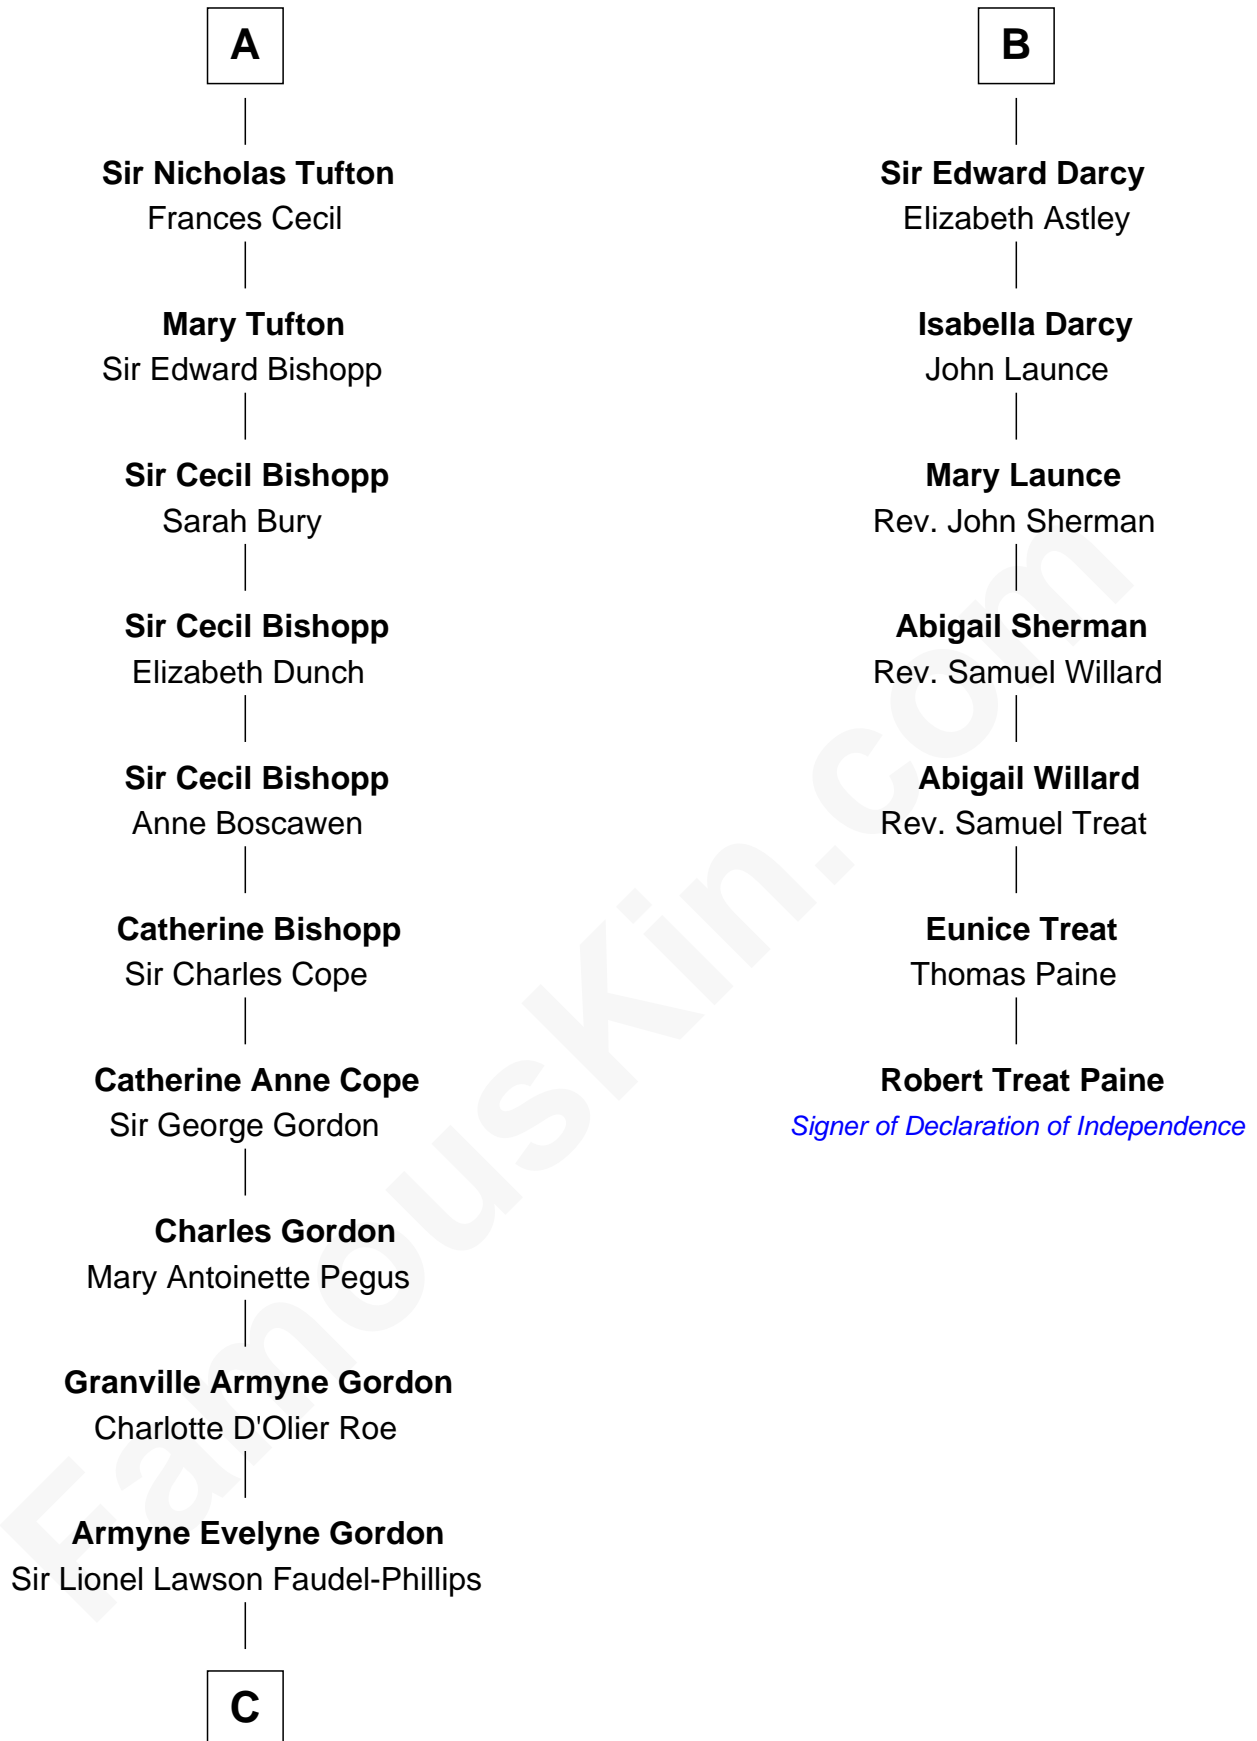 A
Sir Nicholas Tufton
Frances Cecil
Mary Tufton
Sir Edward Bishopp
Sir Cecil Bishopp
Sarah Bury
Sir Cecil Bishopp
Elizabeth Dunch
Sir Cecil Bishopp
Anne Boscawen
Catherine Bishopp
Sir Charles Cope
Catherine Anne Cope
Sir George Gordon
Charles Gordon
Mary Antoinette Pegus
Granville Armyne Gordon
Charlotte D'Olier Roe
Armyne Evelyne Gordon
Sir Lionel Lawson Faudel-Phillips
C
B
Sir Edward Darcy
Elizabeth Astley
Isabella Darcy
John Launce
Mary Launce
Rev. John Sherman
Abigail Sherman
Rev. Samuel Willard
Abigail Willard
Rev. Samuel Treat
Eunice Treat
Thomas Paine
Robert Treat Paine
Signer of Declaration of Independence
FamousKin.com